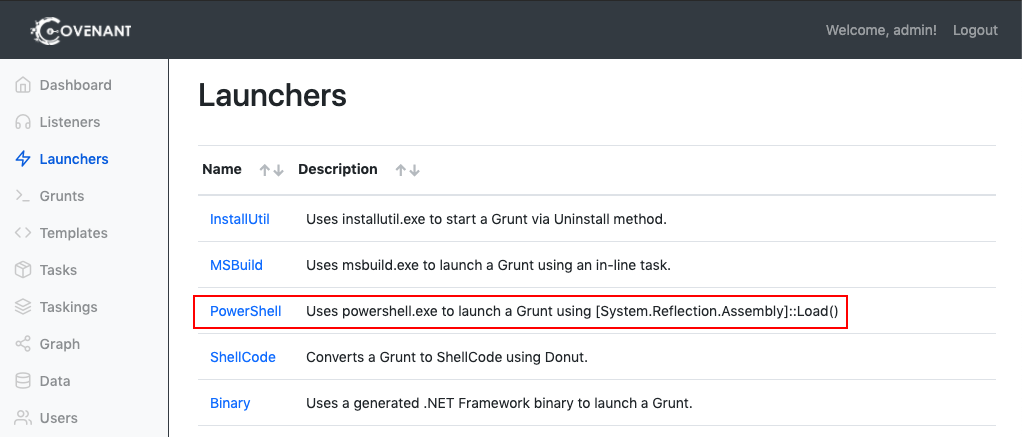 COVENANT
Welcome, admin! Logout
Dashboard
Listeners
Launchers
Grunts
Templates
Tasks
Taskings
Graph
Data
Users
Launchers
Name Description
InstallUtil Uses installutil.exe to start a Grunt via Uninstall method.
MSBuild Uses msbuild.exe to launch a Grunt using an in-line task.
PowerShell Uses powershell.exe to launch a Grunt using [System.Reflection.Assembly]::Load()
ShellCode Converts a Grunt to ShellCode using Donut.
Binary Uses a generated .NET Framework binary to launch a Grunt.